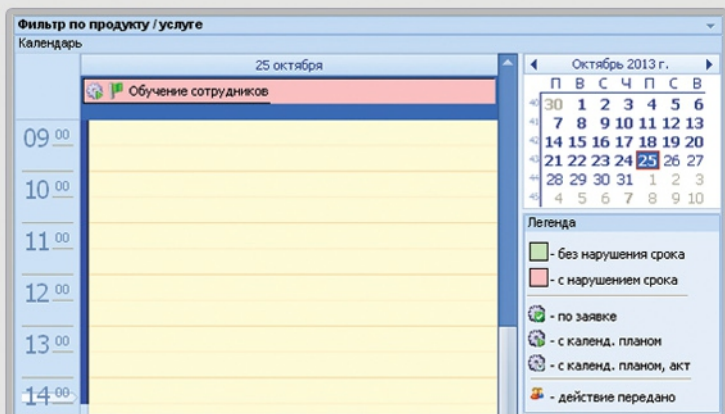 Фильтр по продукту / услуге
Календарь
25 октября
Обучение сотрудников
09 00
10 00
11 00
12 00
13 00
14 00
Октябрь 2013 г.
П В С Ч П С В
40 30 1 2 3 4 5 6
41 7 8 9 10 11 12 13
42 14 15 16 17 18 19 20
43 21 22 23 24 25 26 27
44 28 29 30 31 1 2 3
45 4 5 6 7 8 9 10
Легенда
- без нарушения срока
- с нарушением срока
- по заявке
- с календ. планом
- с календ. планом, акт
- действие передано